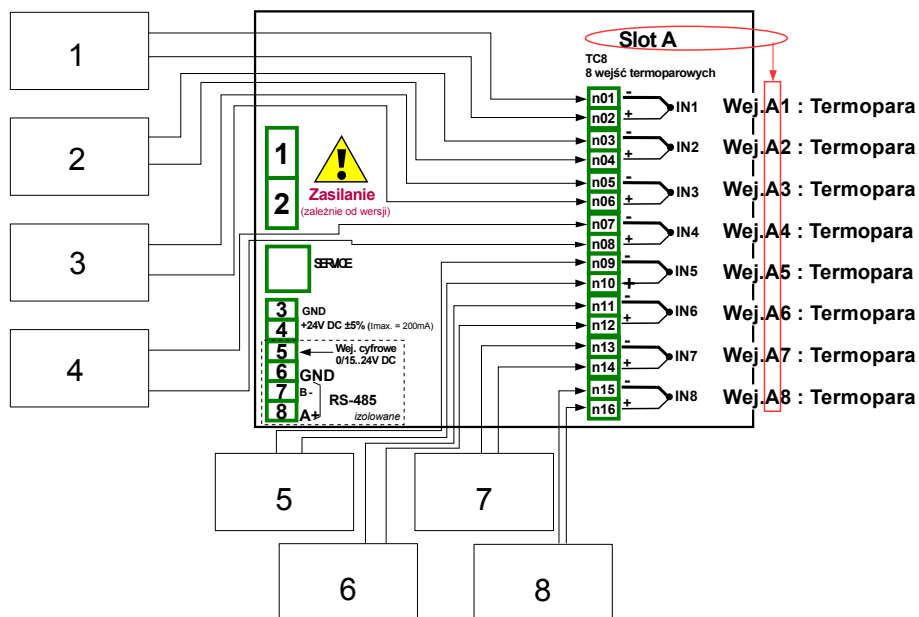 Slot A
TC8
8 wejść termoparowych
1
2
3
4
n01 - IN1 Wej.A1 : Termopara
n02 +
n03 - IN2 Wej.A2 : Termopara
n04 +
n05 - IN3 Wej.A3 : Termopara
n06 +
n07 - IN4 Wej.A4 : Termopara
n08 +
n09 - IN5 Wej.A5 : Termopara
n10 +
n11 - IN6 Wej.A6 : Termopara
n12 +
n13 - IN7 Wej.A7 : Termopara
n14 +
n15 - IN8 Wej.A8 : Termopara
n16 +
1
2
!
Zasilanie
(zależnie od wersji)
SERVICE
3 GND
4 +24V DC ±5% (Imax. = 200mA)
5 Wej. cyfrowe
0/15..24V DC
6 GND
7 B-
RS-485
8 A+ izolowane
5
7
6
8